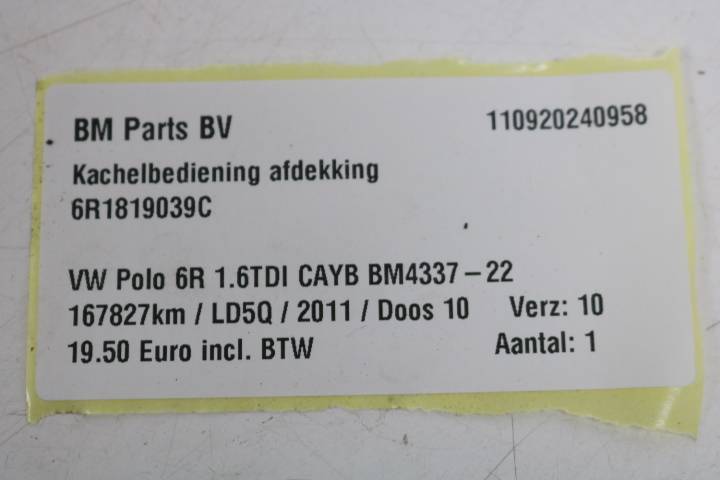 BM Parts BV 110920240958
Kachelbediening afdekking
6R1819039C
VW Polo 6R 1.6TDI CAYB BM4337-22
167827km / LD5Q / 2011 / Doos 10 Verz: 10
19.50 Euro incl. BTW Aantal: 1